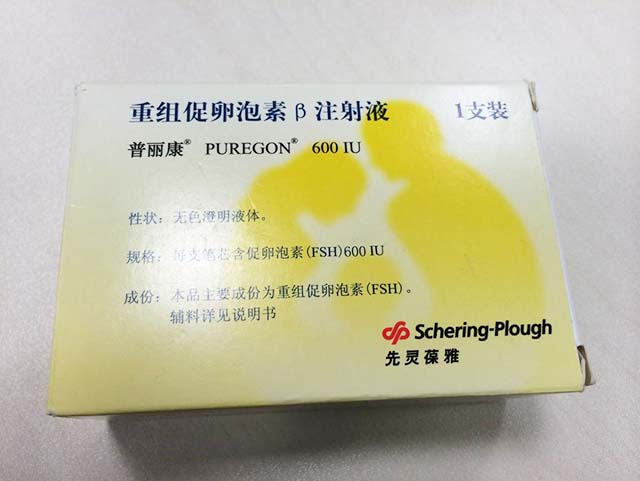 重组促卵泡素 β 注射液 1支装
普丽康® PUREGON® 600 IU
性状：无色澄明液体。
规格：每支笔芯含促卵泡素(FSH)600 IU
成份：本品主要成份为重组促卵泡素(FSH)。
辅料详见说明书
Schering-Plough
先灵葆雅